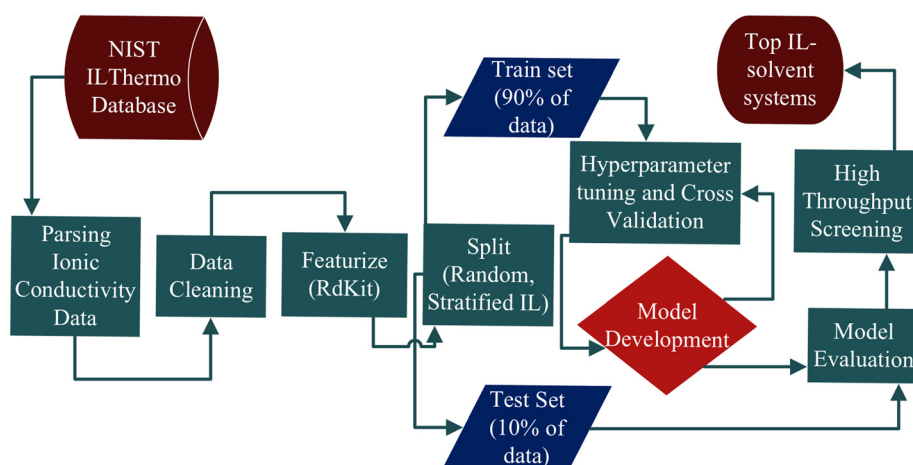 NIST
ILThermo
Database
Parsing
Ionic
Conductivity
Data
Data
Cleaning
Featurize
(RdKit)
Split
(Random,
Stratified IL)
Train set
(90% of
data)
Test Set
(10% of
data)
Hyperparameter
tuning and Cross
Validation
Model
Development
Model
Evaluation
High
Throughput
Screening
Top IL-
solvent
systems